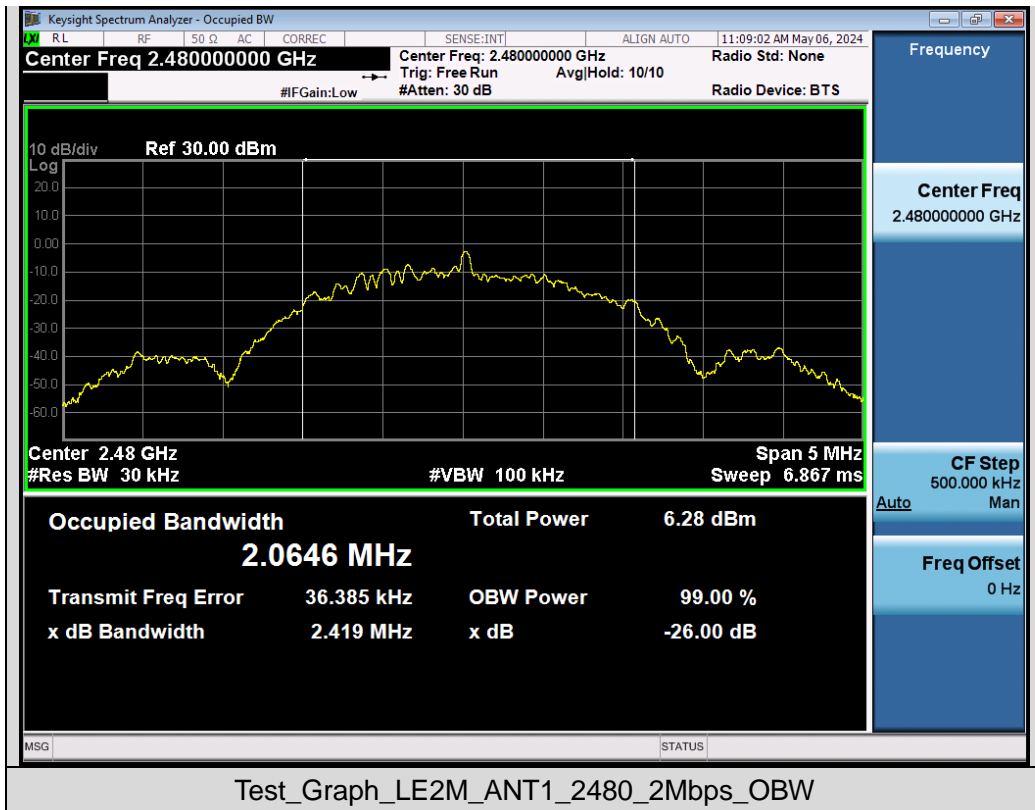 Keysight Spectrum Analyzer - Occupied BW
LXI RL RF 50 Ω AC CORREC SENSE:INT ALIGN AUTO 11:09:02 AM May 06, 2024
Center Freq 2.480000000 GHz
Center Freq: 2.480000000 GHz
Radio Std: None
Trig: Free Run Avg|Hold: 10/10
#IFGain:Low
#Atten: 30 dB
Radio Device: BTS
Frequency
10 dB/div Ref 30.00 dBm
Log
20.0
10.0
0.00
-10.0
-20.0
-30.0
-40.0
-50.0
-60.0
Center 2.48 GHz
Span 5 MHz
#Res BW 30 kHz
#VBW 100 kHz
Sweep 6.867 ms
Center Freq
2.480000000 GHz
CF Step
500.000 kHz
Auto Man
Freq Offset
0 Hz
Occupied Bandwidth
2.0646 MHz
Total Power 6.28 dBm
Transmit Freq Error 36.385 kHz
OBW Power 99.00 %
x dB Bandwidth 2.419 MHz
x dB -26.00 dB
MSG
STATUS
Test_Graph_LE2M_ANT1_2480_2Mbps_OBW